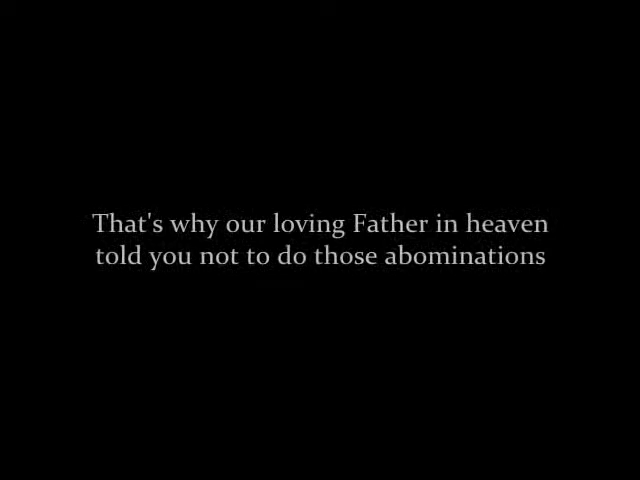 That's why our loving Father in heaven
told you not to do those abominations